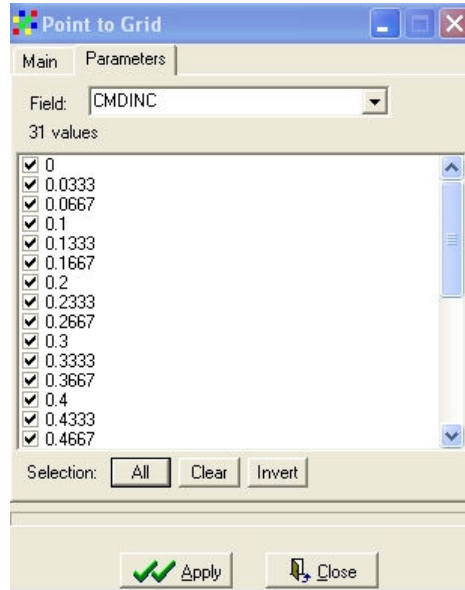 Point to Grid
Main Parameters
Field: CMDINC
31 values
0
0.0333
0.0667
0.1
0.1333
0.1667
0.2
0.2333
0.2667
0.3
0.3333
0.3667
0.4
0.4333
0.4667
Selection: All Clear Invert
Apply Close